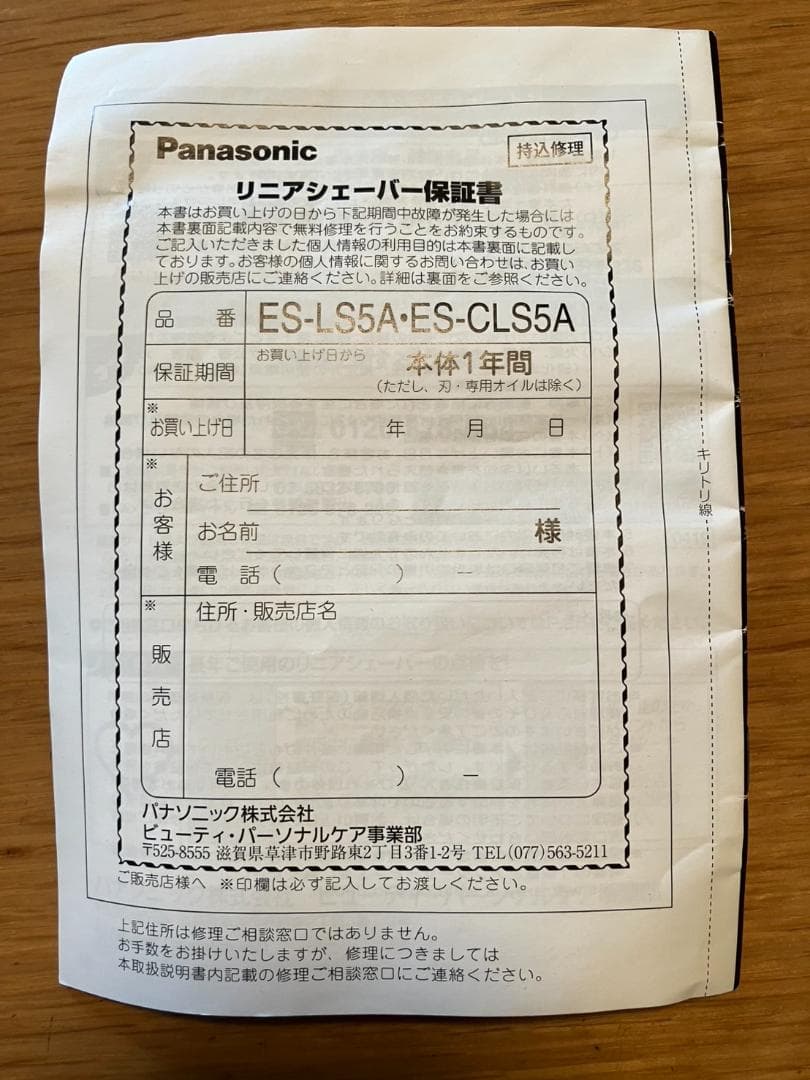 Panasonic
持込修理
リニアシェーバー保証書
本書はお買い上げの日から下記期間中故障が発生した場合には
本書裏面記載内容で無料修理を行うことをお約束するものです。
ご記入いただきました個人情報の利用目的は本書裏面に記載し
ております。お客様の個人情報に関するお問い合わせは、お買い
上げの販売店にご連絡ください。詳細は裏面をご参照ください。
品 番 ES-LS5A・ES-CLS5A
保証期間 お買い上げ日から 本体1年間
(ただし、刃・専用オイルは除く)
※
お買い上げ日 年 月 日
※
お客様
ご住所
お名前 様
電 話( ) ー
※
販売店
住所・販売店名
電話( ) ー
パナソニック株式会社
ビューティ・パーソナルケア事業部
〒525-8555 滋賀県草津市野路東2丁目3番1-2号 TEL(077)563-5211
ご販売店様へ ※印欄は必ず記入してお渡しください。
上記住所は修理ご相談窓口ではありません。
お手数をお掛けいたしますが、修理につきましては
本取扱説明書内記載の修理ご相談窓口にご連絡ください。
キリトリ線